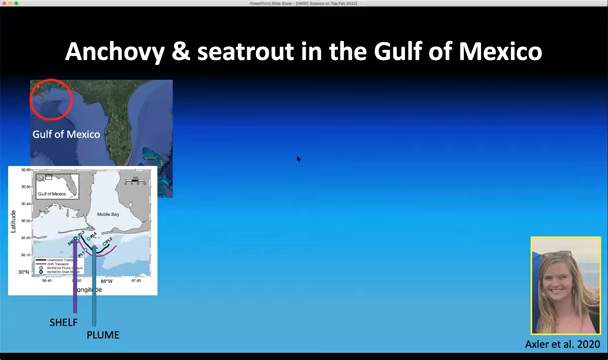 PowerPoint Slide Show - [HMSC Science on Tap Feb 2022]
Anchovy & seatrout in the Gulf of Mexico
Gulf of Mexico
Gulf of Mexico
Mobile Bay
Latitude
30°N
88°W
Longitude
SHELF
PLUME
Axler et al. 2020